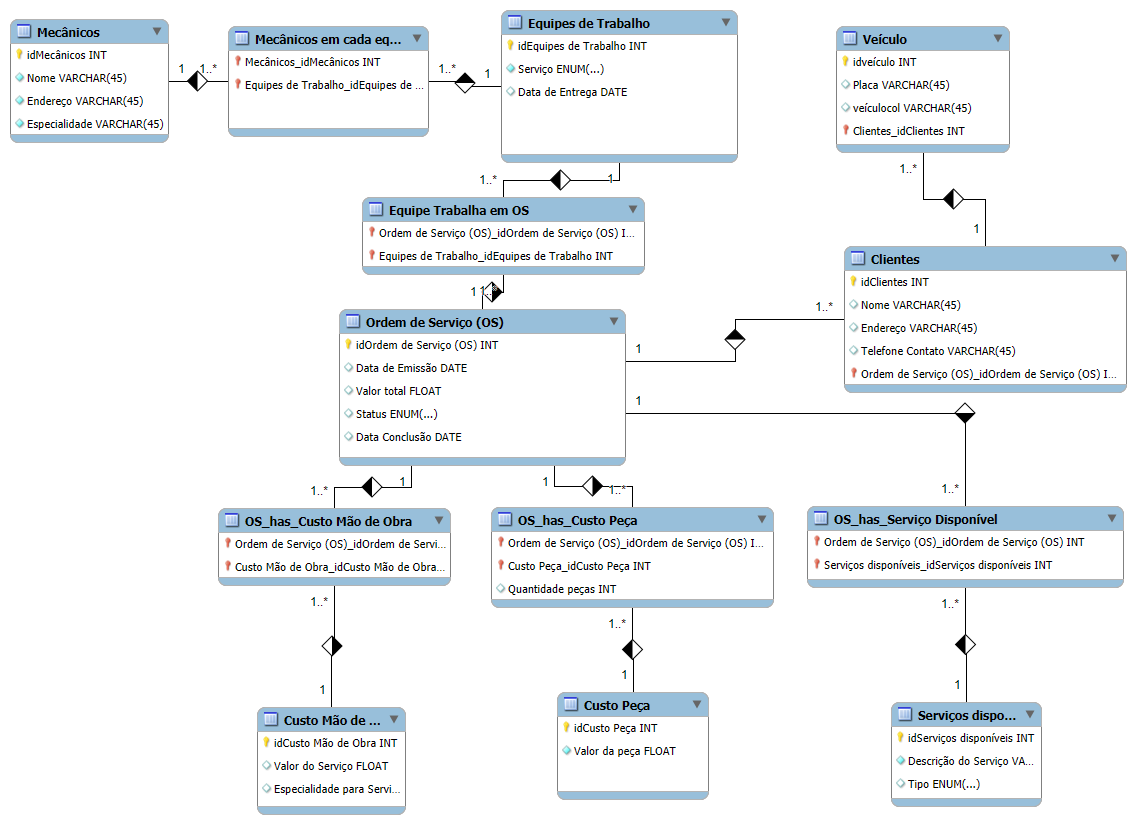 Mecânicos
idMecânicos INT
Nome VARCHAR(45)
Endereço VARCHAR(45)
Especialidade VARCHAR(45)
1
1..*
Mecânicos em cada eq...
Mecânicos_idMecânicos INT
Equipes de Trabalho_idEquipes de ...
1..*
1
Equipes de Trabalho
idEquipes de Trabalho INT
Serviço ENUM(...)
Data de Entrega DATE
Veículo
idveículo INT
Placa VARCHAR(45)
veículocol VARCHAR(45)
Clientes_idClientes INT
1..*
1
1..*
1
Equipe Trabalha em OS
Ordem de Serviço (OS)_idOrdem de Serviço (OS) I...
Equipes de Trabalho_idEquipes de Trabalho INT
1
1..*
Clientes
idClientes INT
Nome VARCHAR(45)
Endereço VARCHAR(45)
Telefone Contato VARCHAR(45)
Ordem de Serviço (OS)_idOrdem de Serviço (OS) I...
1..*
1
Ordem de Serviço (OS)
idOrdem de Serviço (OS) INT
Data de Emissão DATE
Valor total FLOAT
Status ENUM(...)
Data Conclusão DATE
1
1..*
1..*
1
1
1..*
OS_has_Custo Mão de Obra
Ordem de Serviço (OS)_idOrdem de Servi...
Custo Mão de Obra_idCusto Mão de Obra...
OS_has_Custo Peça
Ordem de Serviço (OS)_idOrdem de Serviço (OS) I...
Custo Peça_idCusto Peça INT
Quantidade peças INT
OS_has_Serviço Disponível
Ordem de Serviço (OS)_idOrdem de Serviço (OS) INT
Serviços disponíveis_idServiços disponíveis INT
1..*
1
1..*
1
1..*
1
Custo Mão de ...
idCusto Mão de Obra INT
Valor do Serviço FLOAT
Especialidade para Servi...
Custo Peça
idCusto Peça INT
Valor da peça FLOAT
Serviços dispo...
idServiços disponíveis INT
Descrição do Serviço VA...
Tipo ENUM(...)